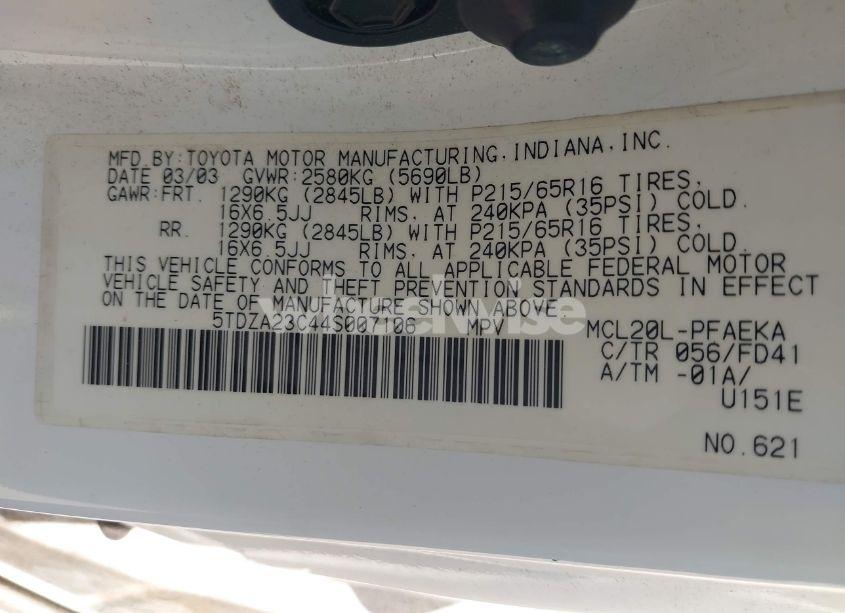 MFD.BY:TOYOTA MOTOR MANUFACTURING,INDIANA,INC.
DATE 03/03 GVWR:2580KG (5690LB)
GAWR:FRT. 1290KG (2845LB) WITH P215/65R16 TIRES,
16X6.5JJ RIMS, AT 240KPA (35PSI) COLD.
RR. 1290KG (2845LB) WITH P215/65R16 TIRES,
16X6.5JJ RIMS, AT 240KPA (35PSI) COLD.
THIS VEHICLE CONFORMS TO ALL APPLICABLE FEDERAL MOTOR
VEHICLE SAFETY AND THEFT PREVENTION STANDARDS IN EFFECT
ON THE DATE OF MANUFACTURE SHOWN ABOVE.
5TDZA23C44S007106 MPV MCL20L-PFAEKA
C/TR 056/FD41
A/TM -01A/
U151E
NO.621